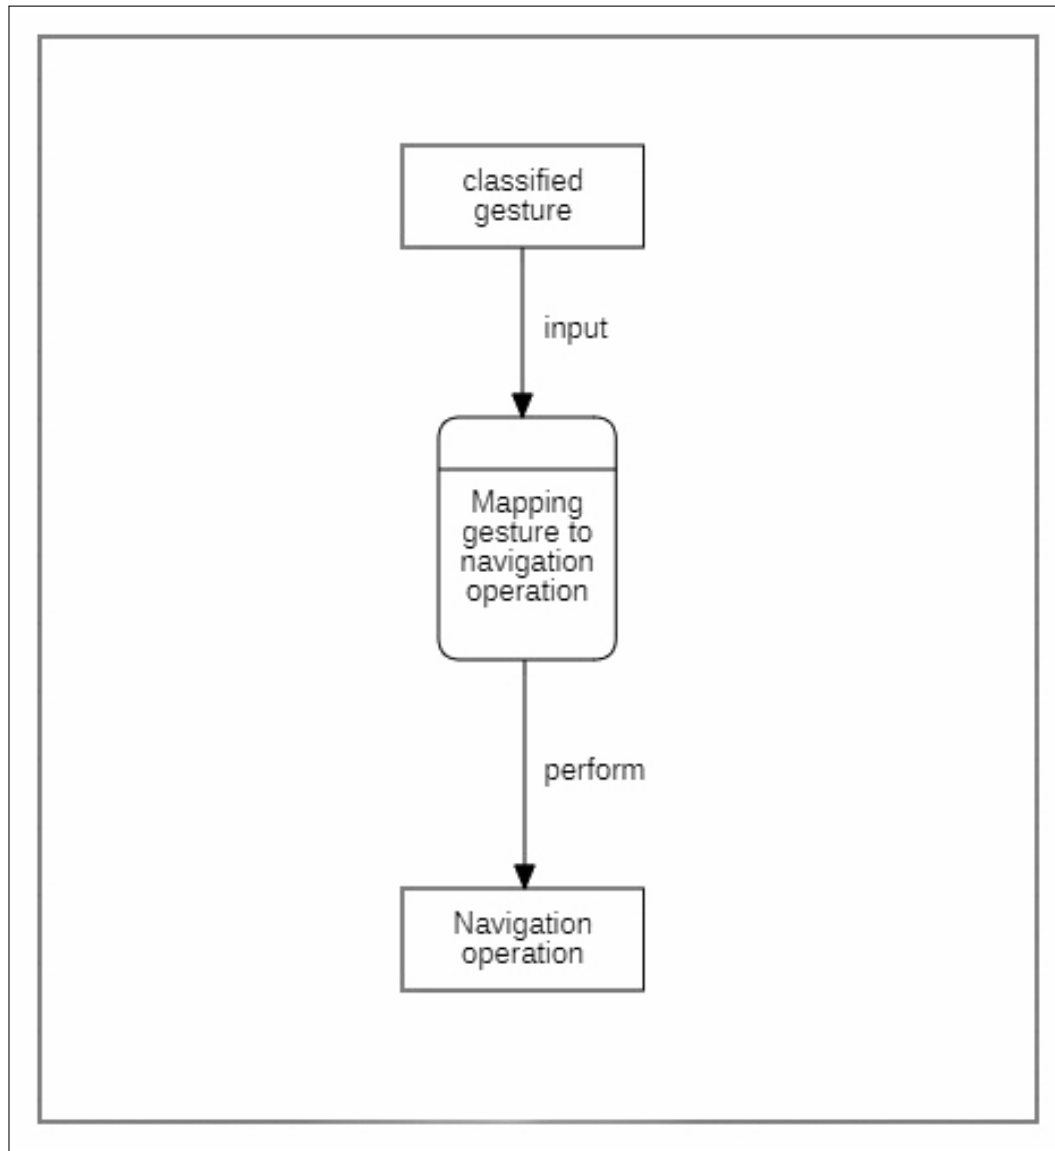 classified
gesture
input
Mapping
gesture to
navigation
operation
perform
Navigation
operation